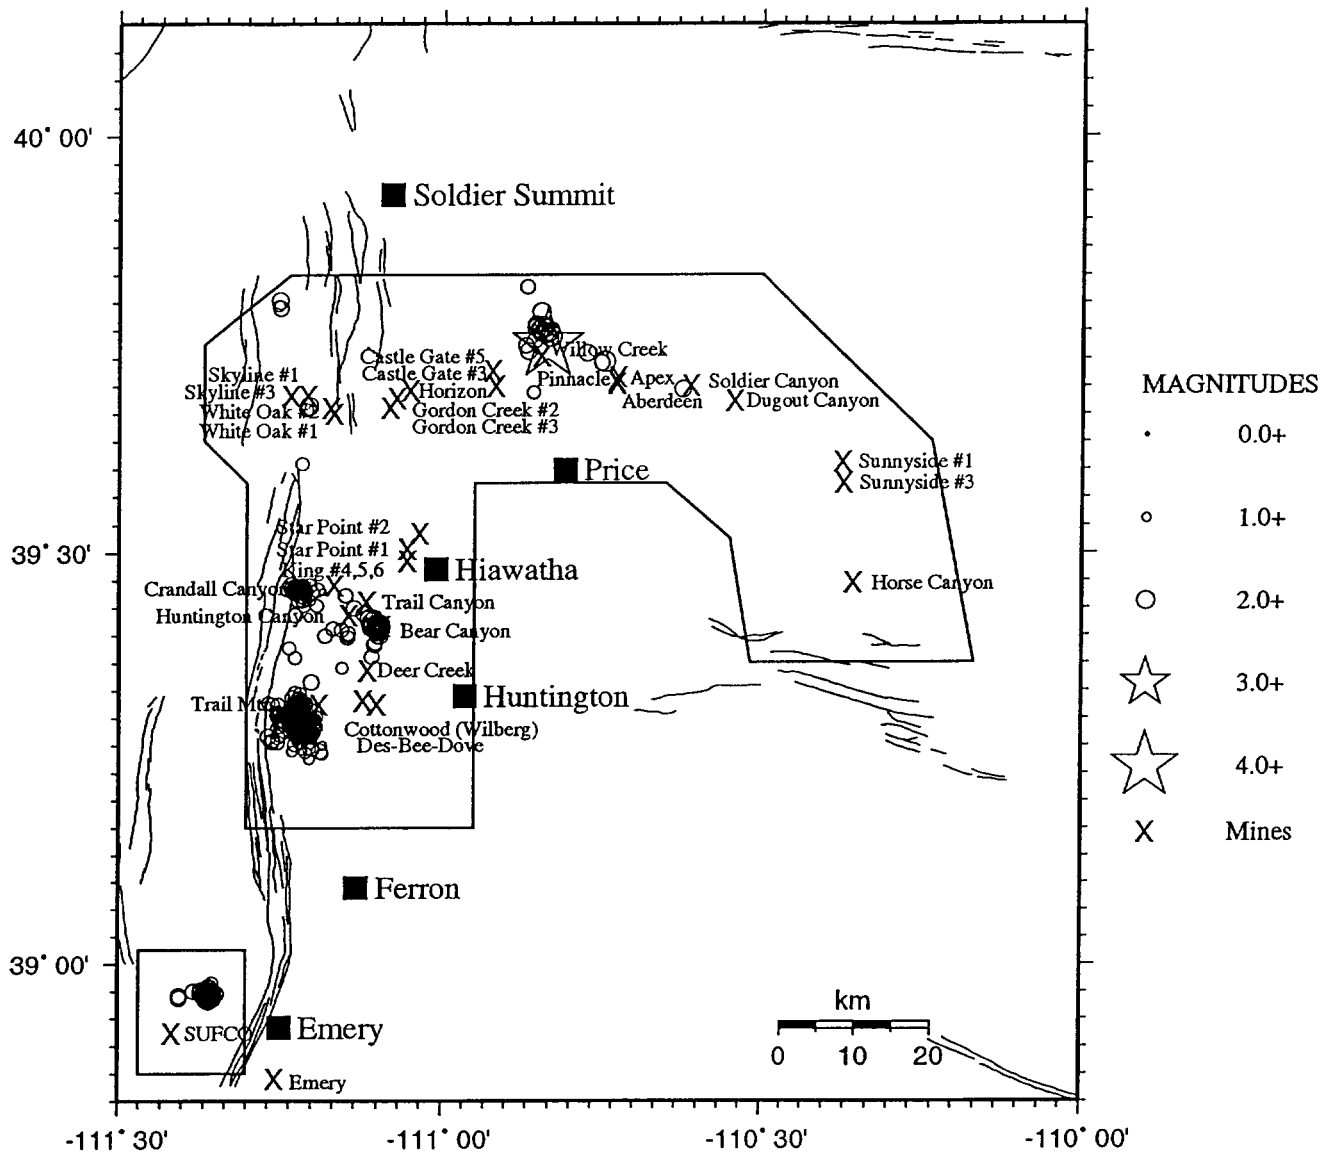 40° 00'
Soldier Summit
Castle Gate #5
Willow Creek
Castle Gate #3
Skyline #1
Pinnacle
Apex
Soldier Canyon
MAGNITUDES
Skyline #3
Horizon
Aberdeen
Dugout Canyon
White Oak #2
Gordon Creek #2
White Oak #1
Gordon Creek #3
0.0+
Price
Sunnyside #1
Sunnyside #3
1.0+
Star Point #2
39° 30'
Star Point #1
King #4,5,6
Hiawatha
Crandall Canyon
Horse Canyon
2.0+
Trail Canyon
Huntington Canyon
Bear Canyon
Deer Creek
3.0+
Huntington
Trail Mtn
Cottonwood (Wilberg)
Des-Bee-Dove
4.0+
Mines
Ferron
39° 00'
km
SUFCO
Emery
0 10 20
Emery
-111° 30'
-111° 00'
-110° 30'
-110° 00'